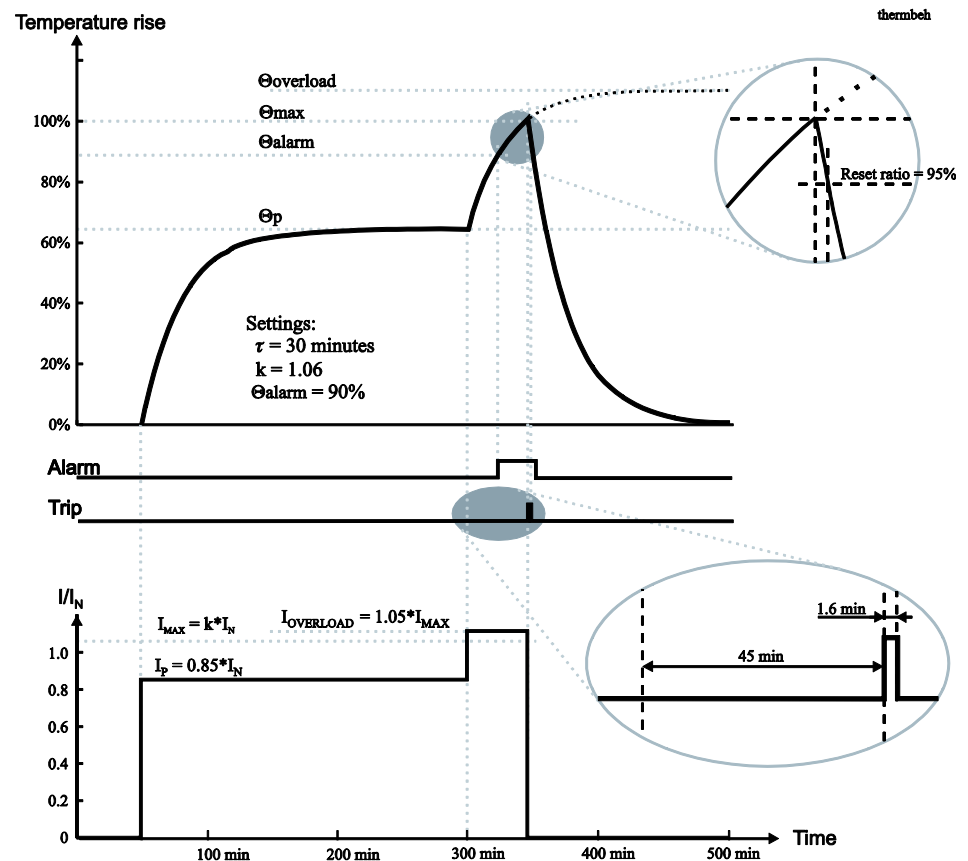 Temperature rise
thermbeh
Θoverload
Θmax
100%
Θalarm
80%
Reset ratio = 95%
Θp
60%
40%
Settings:
τ = 30 minutes
k = 1.06
Θalarm = 90%
20%
0%
Alarm
Trip
I/IN
IMAX = k*IN
IOVERLOAD = 1.05*IMAX
1.6 min
1.0
IP = 0.85*IN
45 min
0.8
0.6
0.4
0.2
0
Time
100 min
200 min
300 min
400 min
500 min